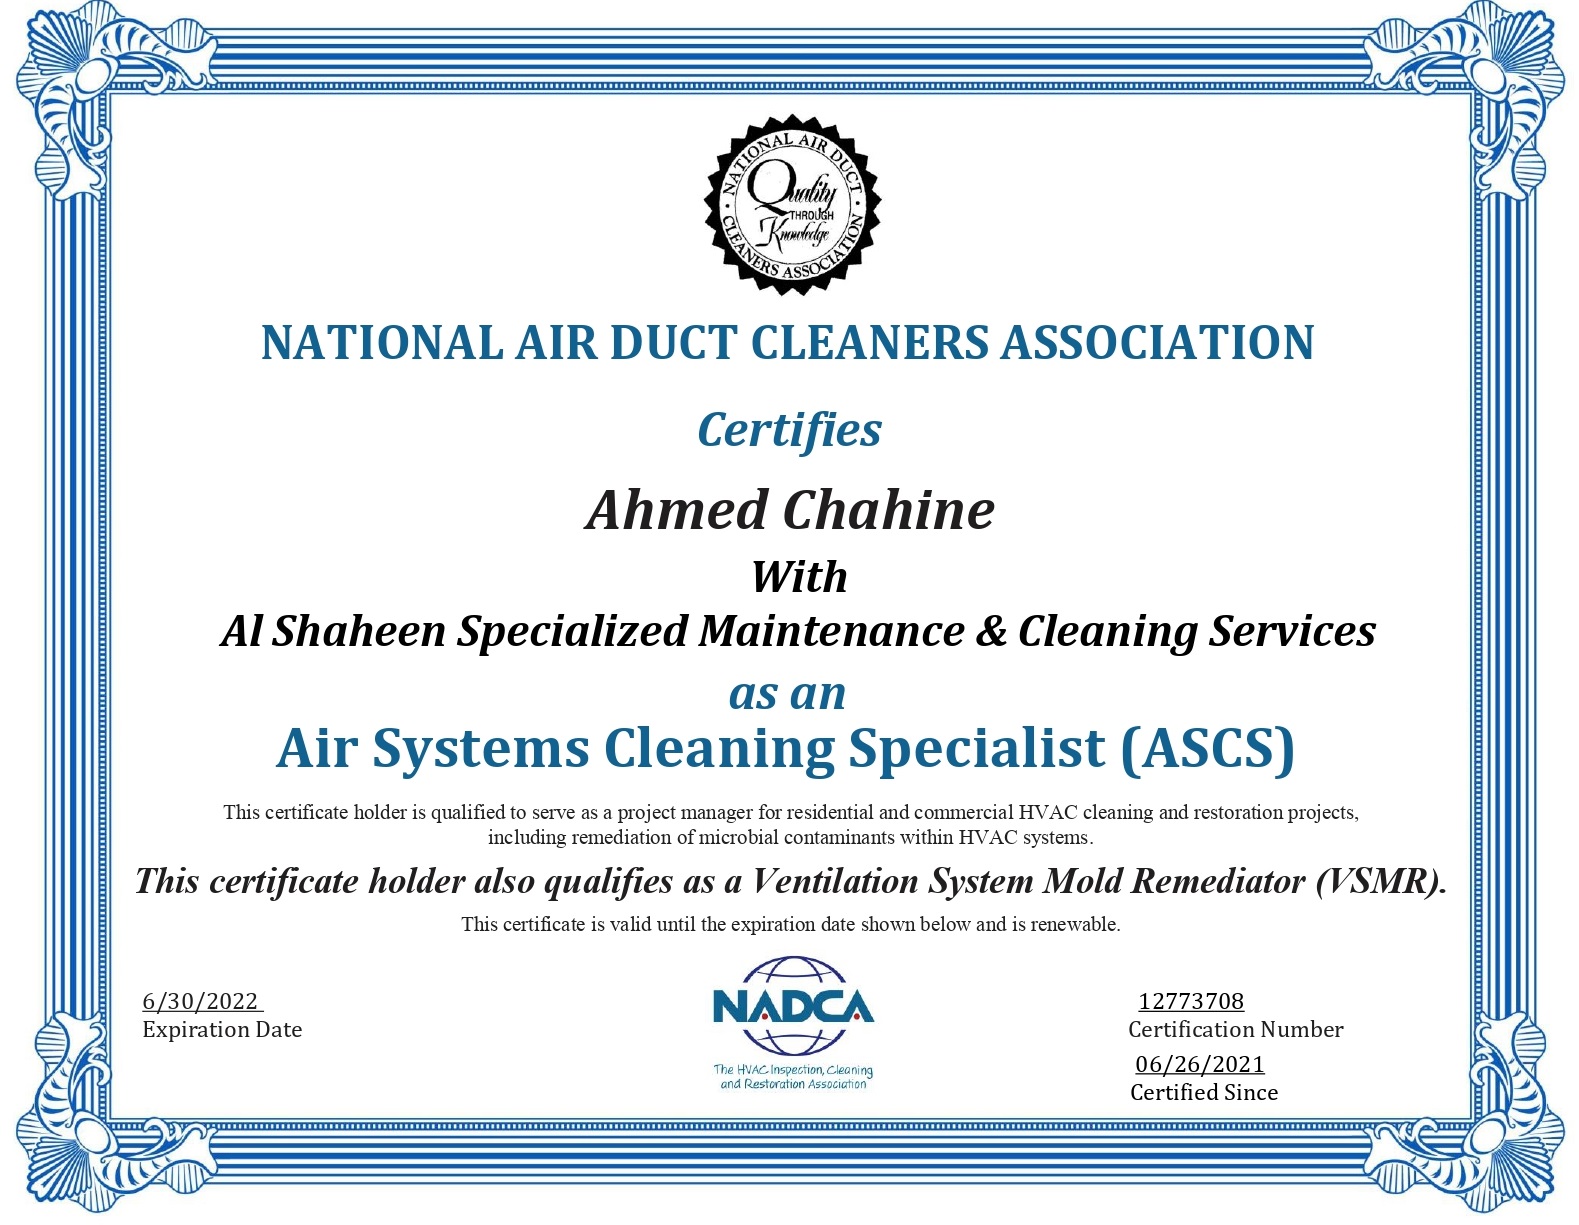 NATIONAL AIR DUCT
CLEANERS ASSOCIATION
Quality
THROUGH
Knowledge
NATIONAL AIR DUCT CLEANERS ASSOCIATION
Certifies
Ahmed Chahine
With
Al Shaheen Specialized Maintenance & Cleaning Services
as an
Air Systems Cleaning Specialist (ASCS)
This certificate holder is qualified to serve as a project manager for residential and commercial HVAC cleaning and restoration projects,
including remediation of microbial contaminants within HVAC systems.
This certificate holder also qualifies as a Ventilation System Mold Remediator (VSMR).
This certificate is valid until the expiration date shown below and is renewable.
6/30/2022
Expiration Date
NADCA
The HVAC Inspection, Cleaning
and Restoration Association
12773708
Certification Number
06/26/2021
Certified Since